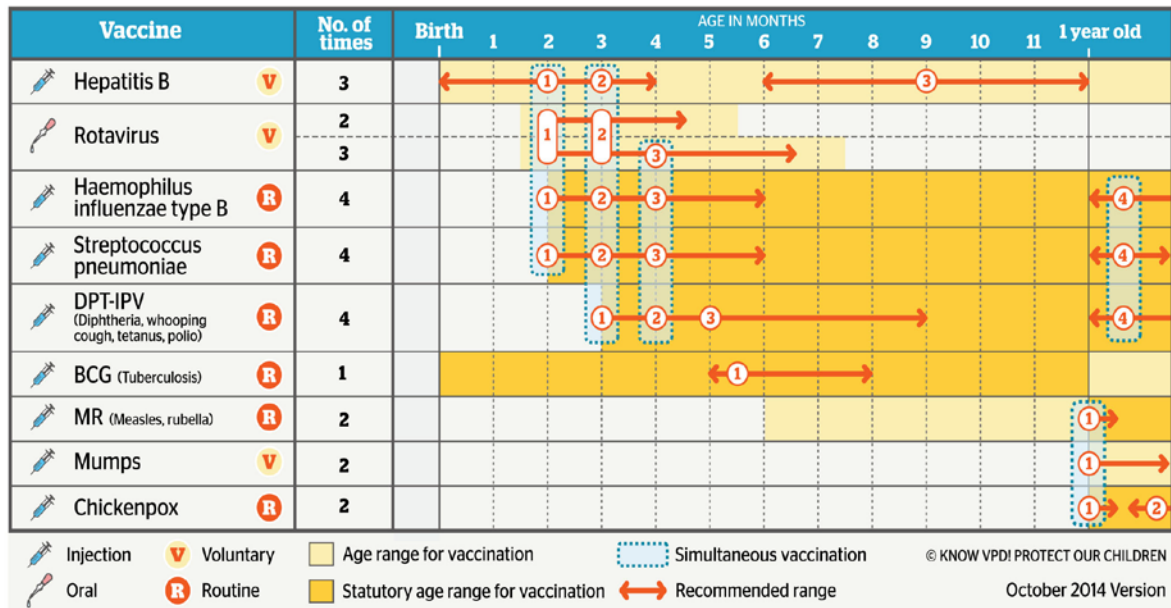 Vaccine No. of times Birth AGE IN MONTHS 1 2 3 4 5 6 7 8 9 10 11 1 year old
Hepatitis B V 3 1 2 3
Rotavirus V 2 3 1 2 3
Haemophilus
influenzae type B R 4 1 2 3 4
Streptococcus
pneumoniae R 4 1 2 3 4
DPT-IPV
(Diphtheria, whooping
cough, tetanus, polio) R 4 1 2 3 4
BCG (Tuberculosis) R 1 1
MR (Measles, rubella) R 2 1
Mumps V 2 1
Chickenpox R 2 1 2
Injection V Voluntary Age range for vaccination Simultaneous vaccination © KNOW VPD! PROTECT OUR CHILDREN
Oral R Routine Statutory age range for vaccination Recommended range October 2014 Version